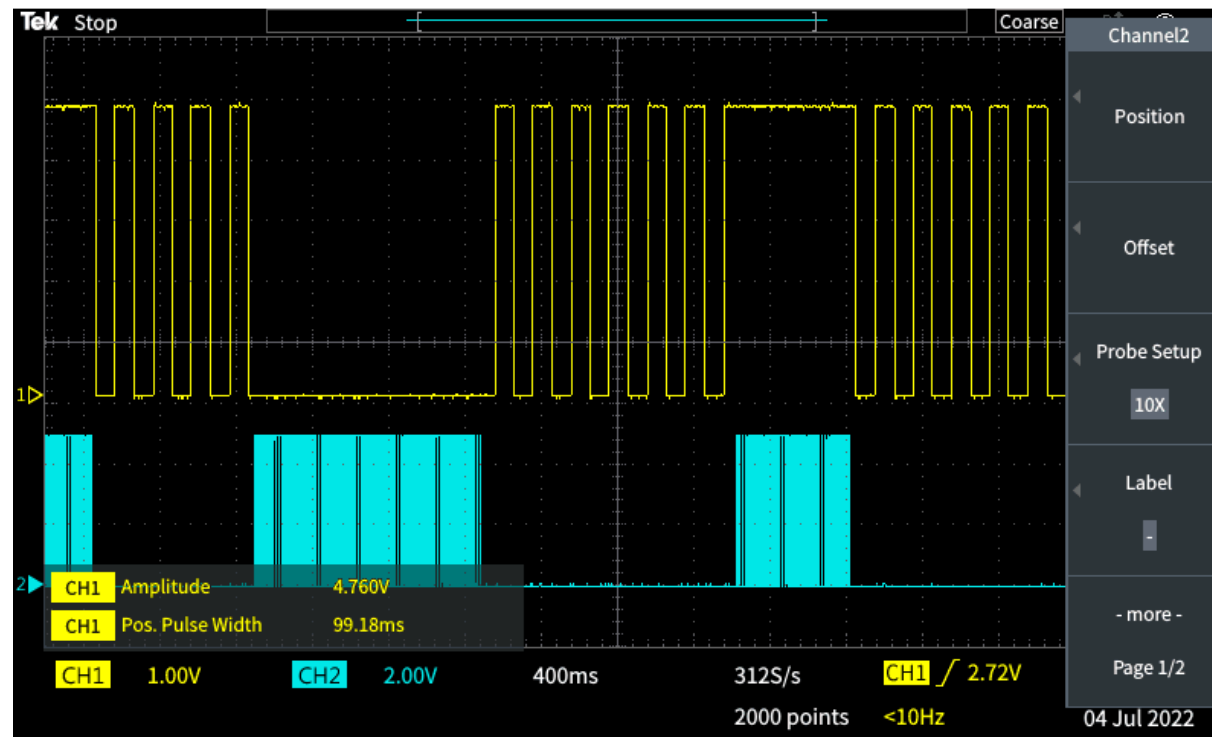 Tek Stop Coarse
Channel2
Position
Offset
Probe Setup
10X
Label
-
- more -
Page 1/2
1
2
CH1 Amplitude 4.760V
CH1 Pos. Pulse Width 99.18ms
CH1 1.00V CH2 2.00V 400ms 312S/s CH1 2.72V
2000 points <10Hz 04 Jul 2022